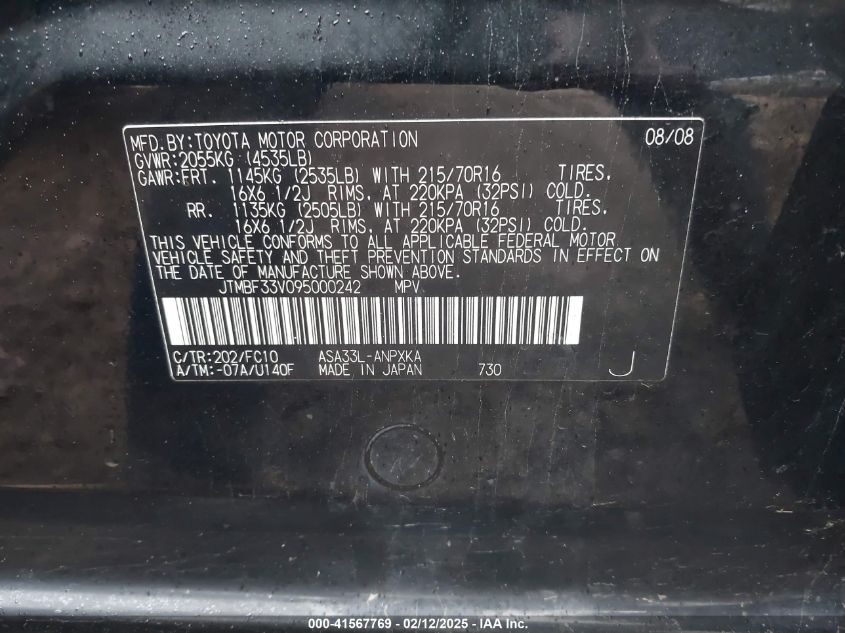 MFD.BY:TOYOTA MOTOR CORPORATION 08/08
GVWR:2055KG (4535LB)
GAWR:FRT. 1145KG (2535LB) WITH 215/70R16 TIRES,
16X6 1/2J RIMS, AT 220KPA (32PSI) COLD.
RR. 1135KG (2505LB) WITH 215/70R16 TIRES,
16X6 1/2J RIMS, AT 220KPA (32PSI) COLD.
THIS VEHICLE CONFORMS TO ALL APPLICABLE FEDERAL MOTOR
VEHICLE SAFETY AND THEFT PREVENTION STANDARDS IN EFFECT ON
THE DATE OF MANUFACTURE SHOWN ABOVE.
JTMBF33V095000242 MPV
C/TR:202/FC10 ASA33L-ANPXKA
A/TM:-07A/U140F MADE IN JAPAN 730 J
000-41567769 - 02/12/2025 - IAA Inc.